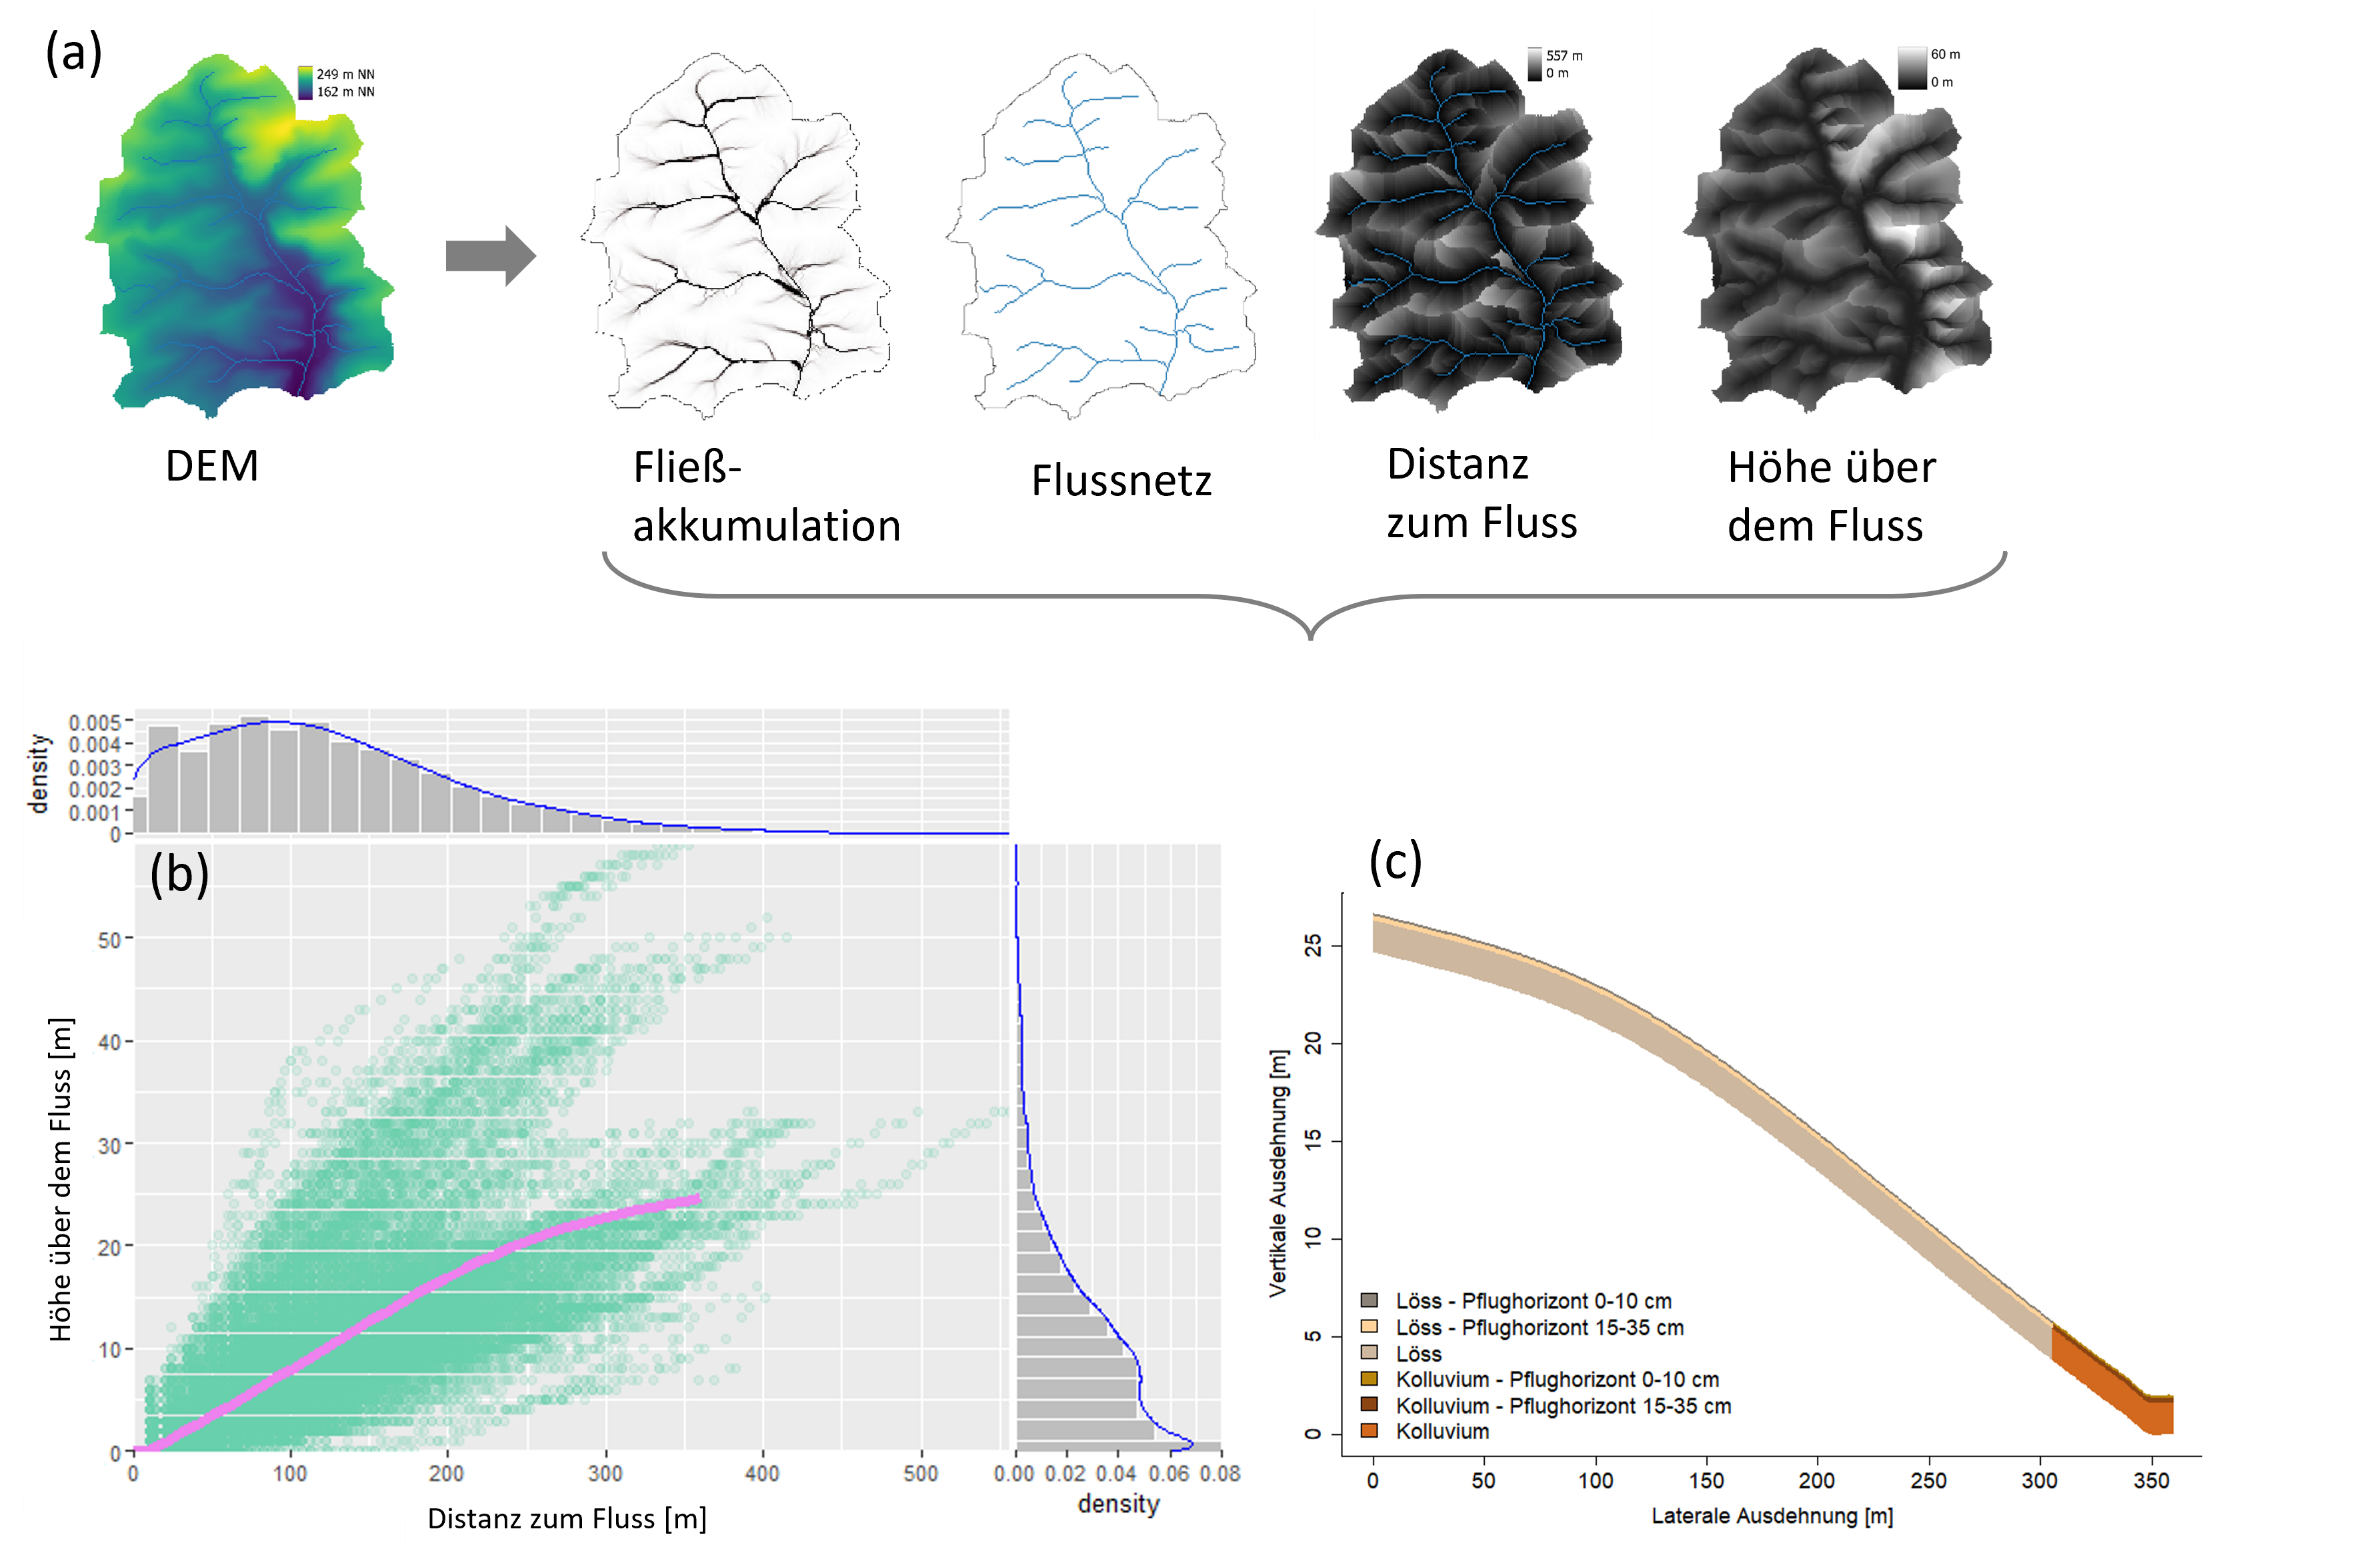 (a)
249 m NN
162 m NN
557 m
0 m
60 m
0 m
DEM
Fließ-
akkumulation
Flussnetz
Distanz
zum Fluss
Höhe über
dem Fluss
density
0.005
0.004
0.003
0.002
0.001
0
(b)
Höhe über dem Fluss [m]
50
40
30
20
10
0
0 100 200 300 400 500
Distanz zum Fluss [m]
0.00 0.02 0.04 0.06 0.08
density
(c)
Vertikale Ausdehnung [m]
25
20
15
10
5
0
Löss - Pflughorizont 0-10 cm
Löss - Pflughorizont 15-35 cm
Löss
Kolluvium - Pflughorizont 0-10 cm
Kolluvium - Pflughorizont 15-35 cm
Kolluvium
0 50 100 150 200 250 300 350
Laterale Ausdehnung [m]